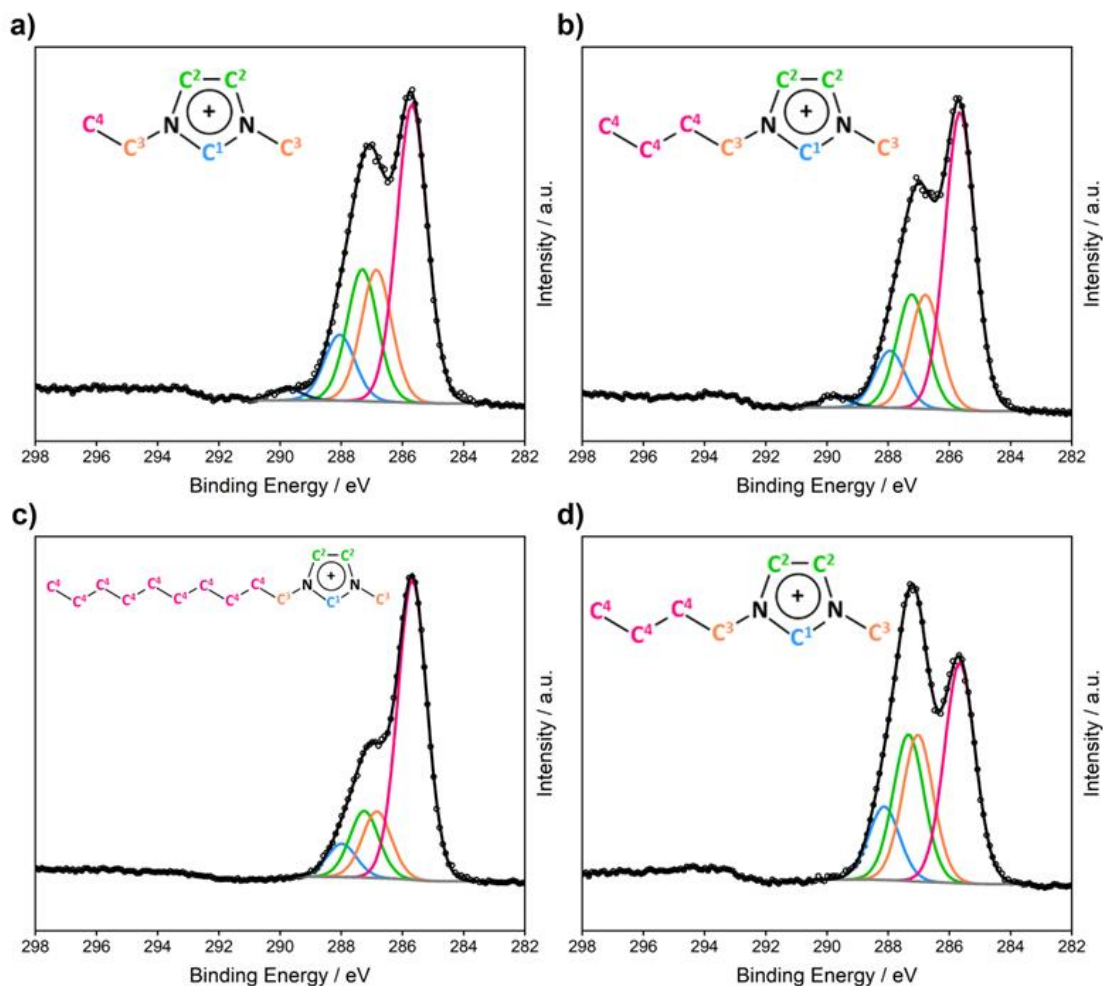 a)
C² C²
C⁴ N + N
C³ C¹ C³
298 296 294 292 290 288 286 284 282
Binding Energy / eV
Intensity / a.u.
b)
C² C²
C⁴ C⁴ N + N
C⁴ C³ C¹ C³
298 296 294 292 290 288 286 284 282
Binding Energy / eV
Intensity / a.u.
c)
C² C²
C⁴ C⁴ C⁴ C⁴ C⁴ N + N
C⁴ C⁴ C⁴ C⁴ C³ C¹ C³
298 296 294 292 290 288 286 284 282
Binding Energy / eV
Intensity / a.u.
d)
C² C²
C⁴ C⁴ N + N
C⁴ C³ C¹ C³
298 296 294 292 290 288 286 284 282
Binding Energy / eV
Intensity / a.u.